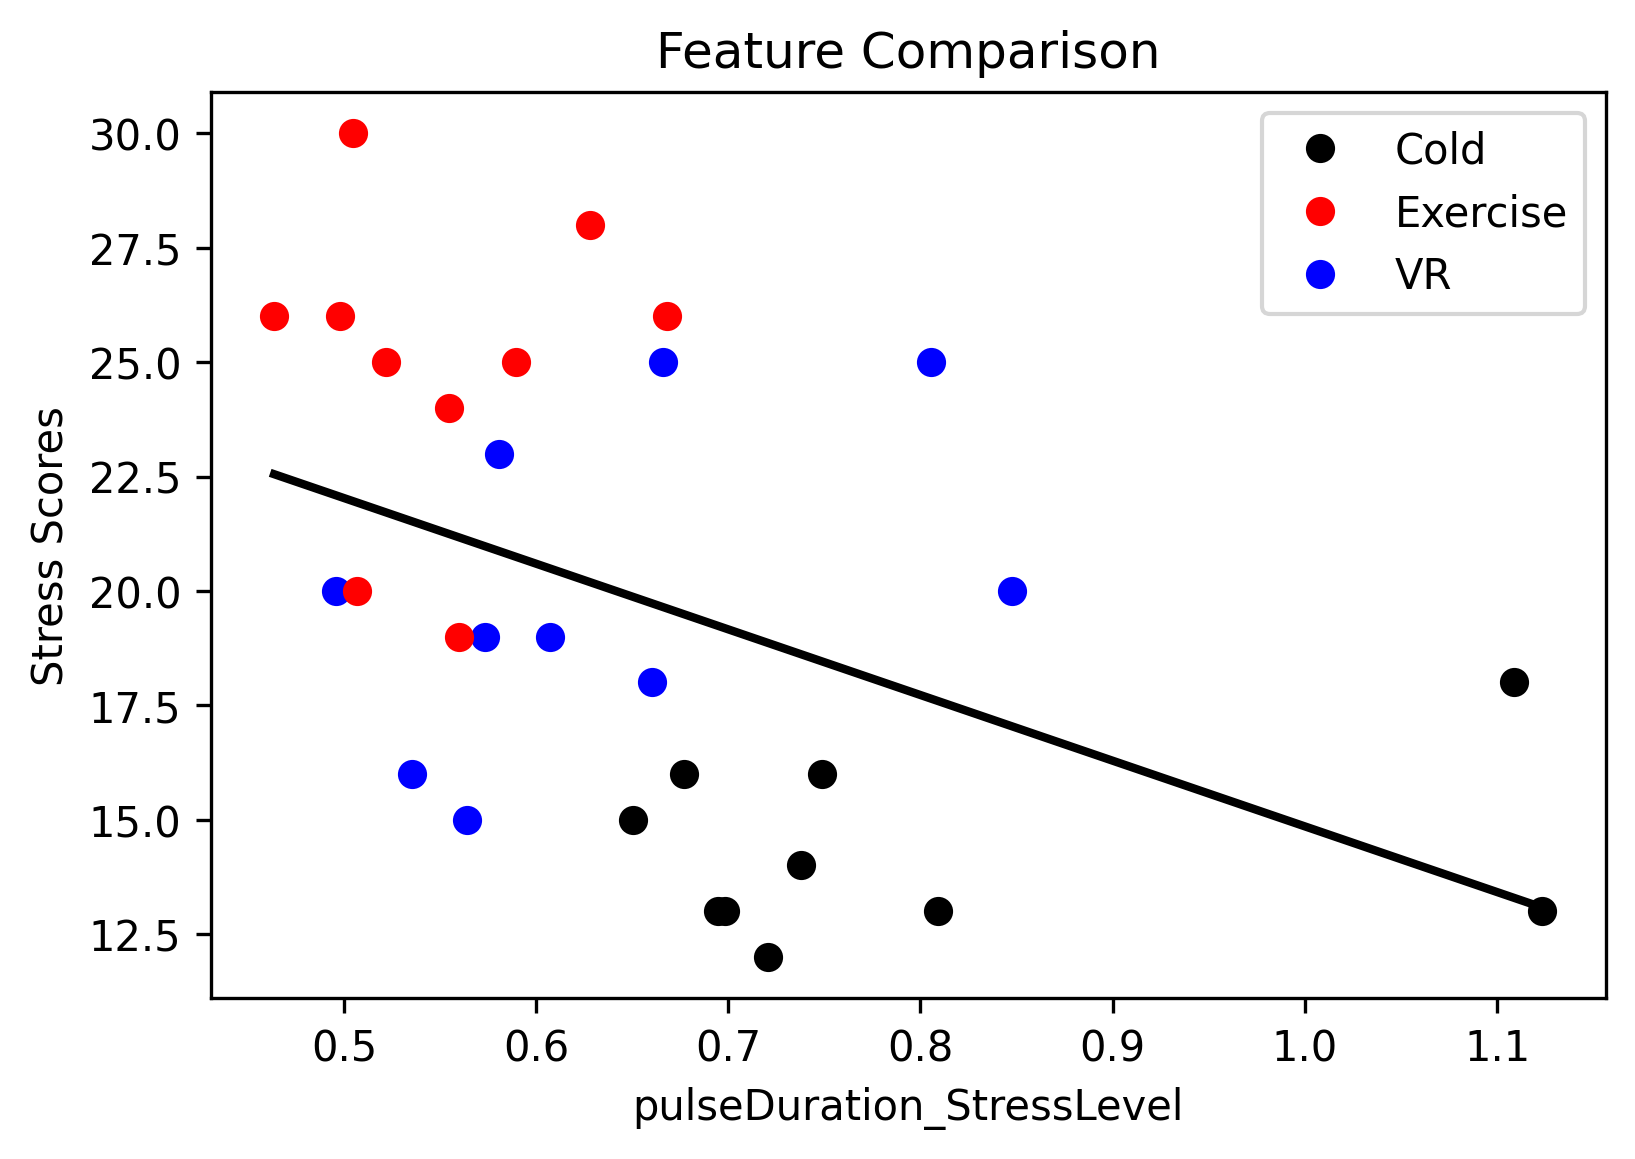 Feature Comparison
30.0
27.5
25.0
22.5
20.0
17.5
15.0
12.5
Stress Scores
Cold
Exercise
VR
0.5 0.6 0.7 0.8 0.9 1.0 1.1
pulseDuration_StressLevel